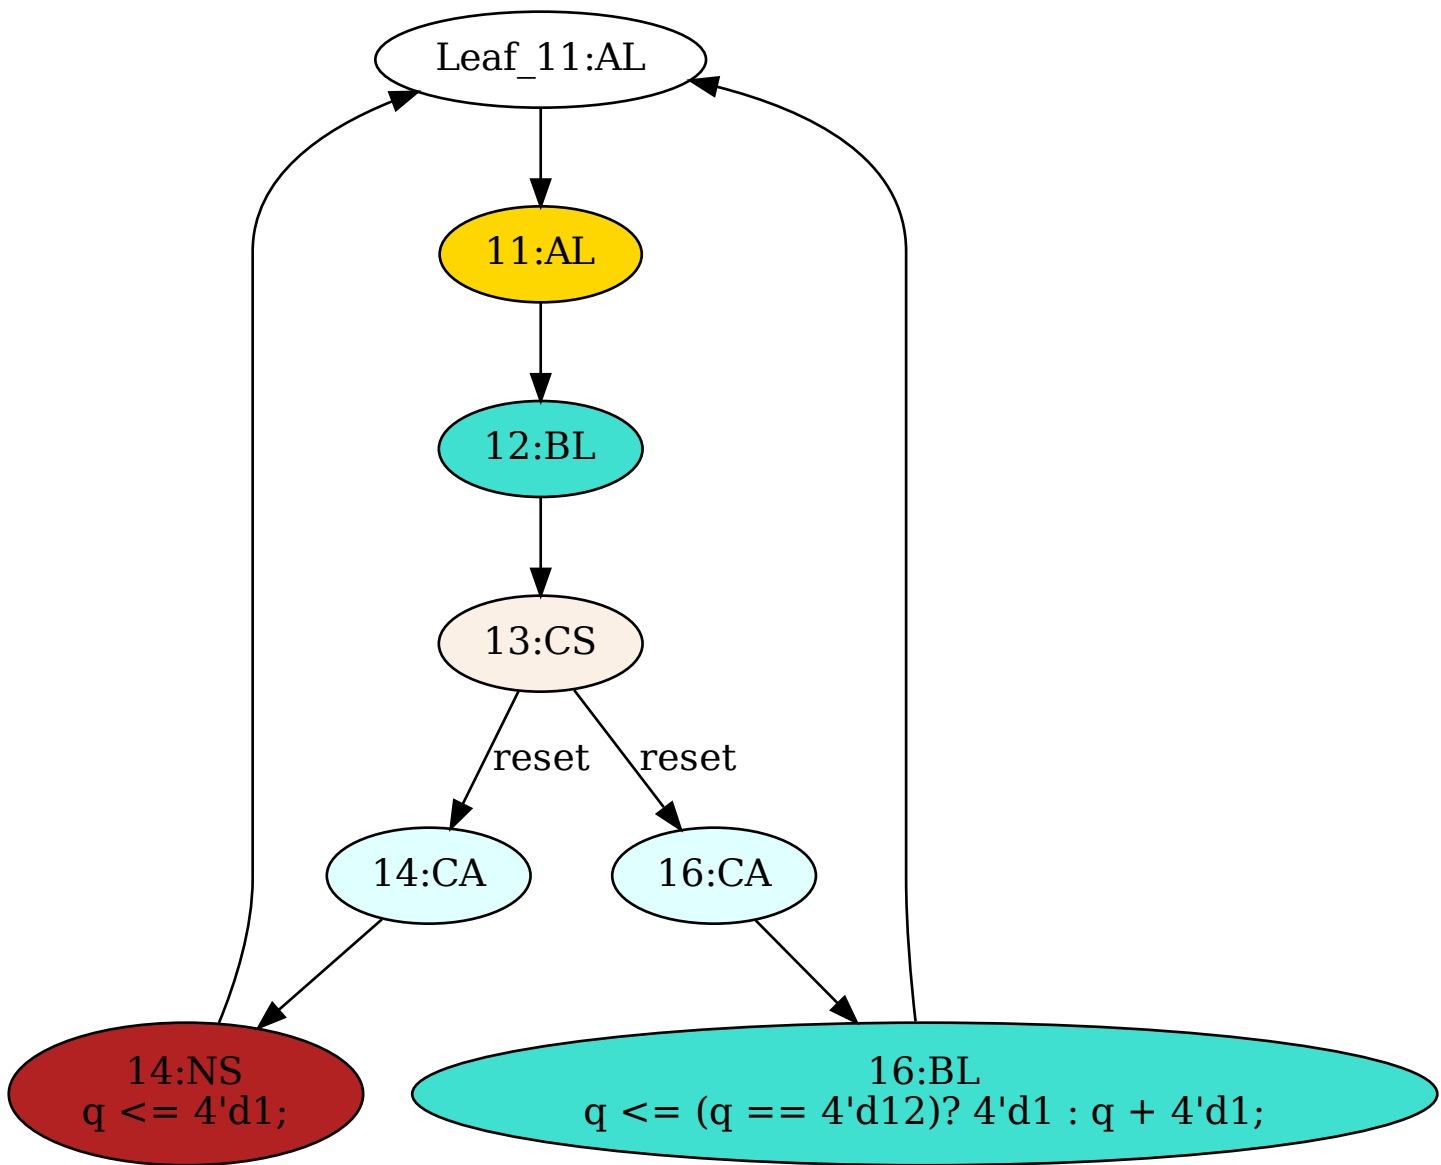 Leaf_11:AL
11:AL
12:BL
13:CS
reset
reset
14:CA
16:CA
14:NS
q <= 4'd1;
16:BL
q <= (q == 4'd12)? 4'd1 : q + 4'd1;